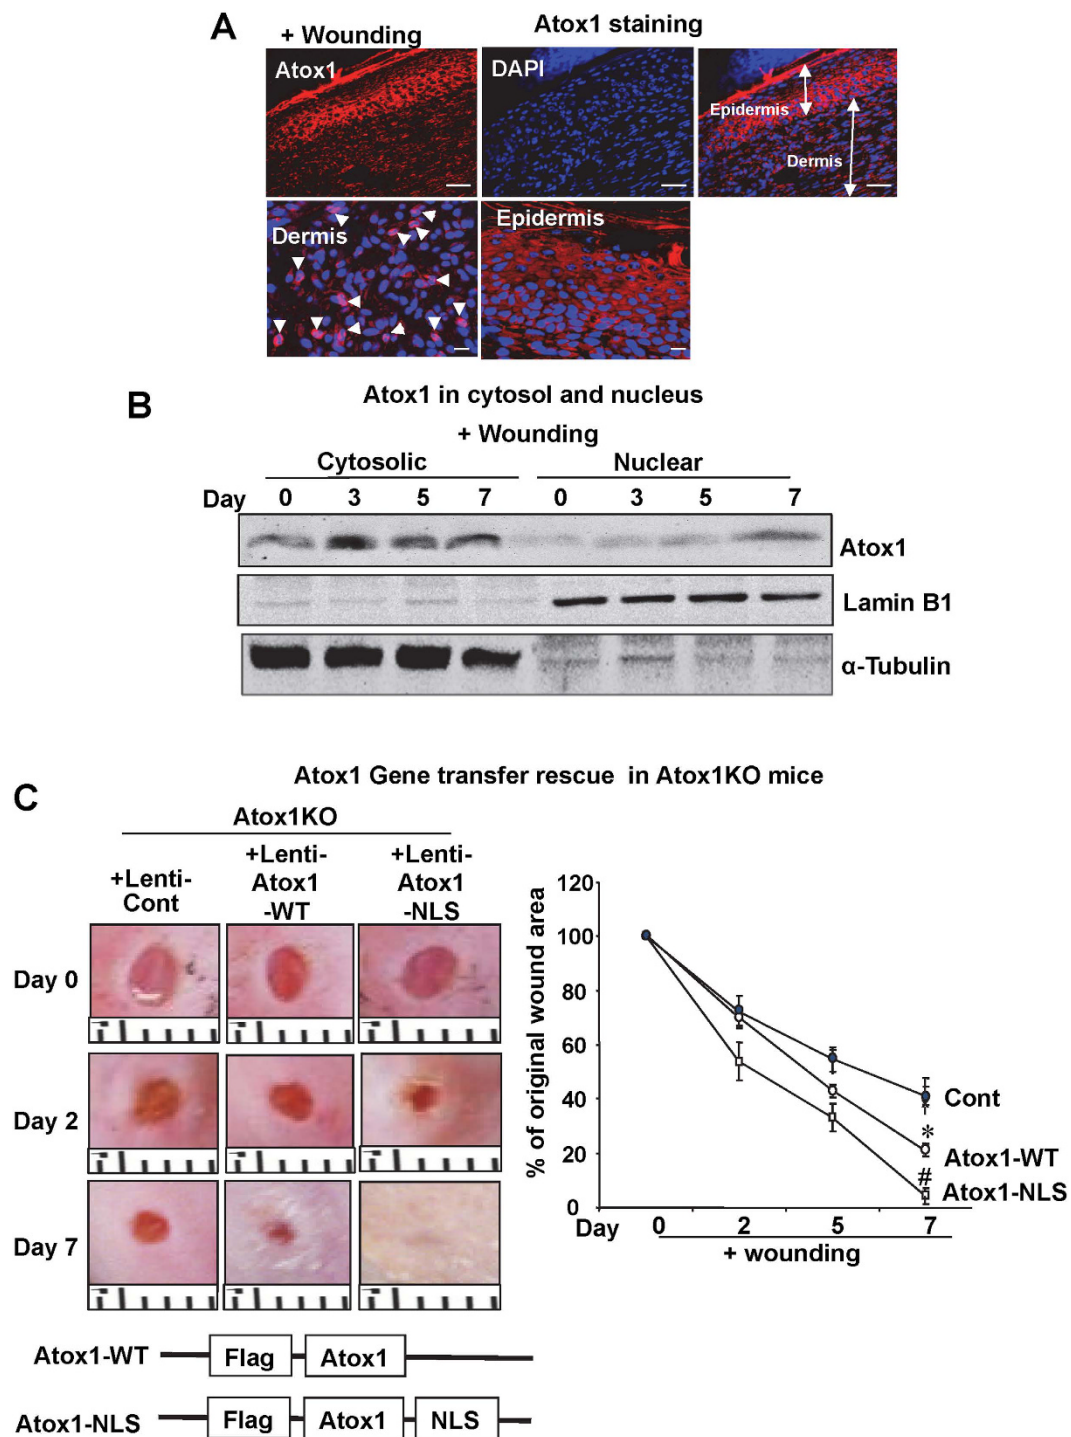 A
+ Wounding
Atox1 staining
Atox1
DAPI
Epidermis
Dermis
Dermis
Epidermis
B
Atox1 in cytosol and nucleus
+ Wounding
Cytosolic
Nuclear
Day 0 3 5 7 0 3 5 7
Atox1
Lamin B1
α-Tubulin
C
Atox1 Gene transfer rescue in Atox1KO mice
Atox1KO
+Lenti-
Cont
+Lenti-
Atox1
-WT
+Lenti-
Atox1
-NLS
Day 0
Day 2
Day 7
% of original wound area
120
100
80
60
40
20
0
Cont
*
Atox1-WT
#
Atox1-NLS
Day 0 2 5 7
+ wounding
Atox1-WT Flag Atox1
Atox1-NLS Flag Atox1 NLS